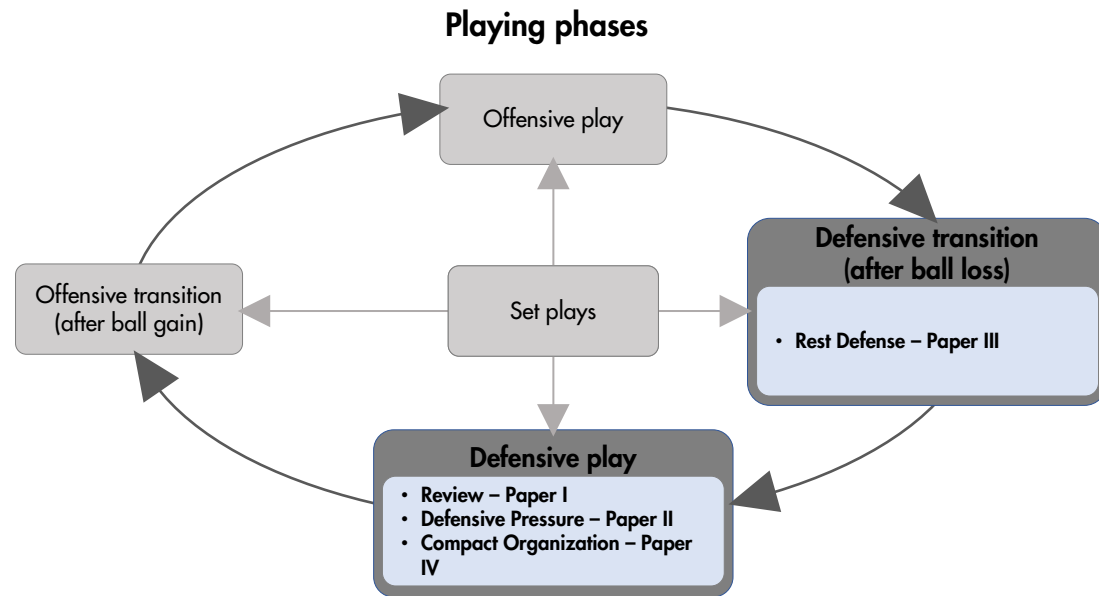 Playing phases
Offensive play
Defensive transition
(after ball loss)
• Rest Defense – Paper III
Offensive transition
(after ball gain)
Set plays
Defensive play
• Review – Paper I
• Defensive Pressure – Paper II
• Compact Organization – Paper
IV